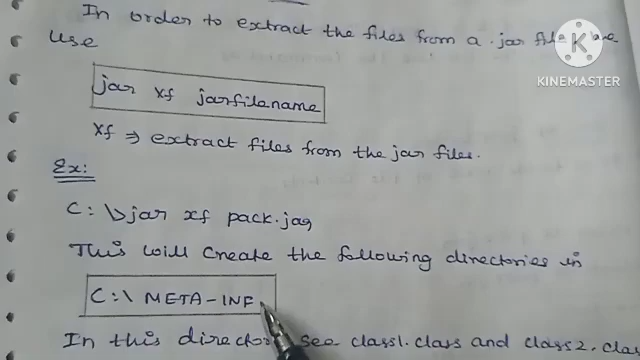 In order to extract the files from a .jar file we
use
jar xf jarfilename
xf ⇒ extract files from the jar files.
Ex:
C:\>jar xf pack.jar
This will create the following directories in
C:\ META-INF
In this director see class1.class and class2.clas
KINEMASTER